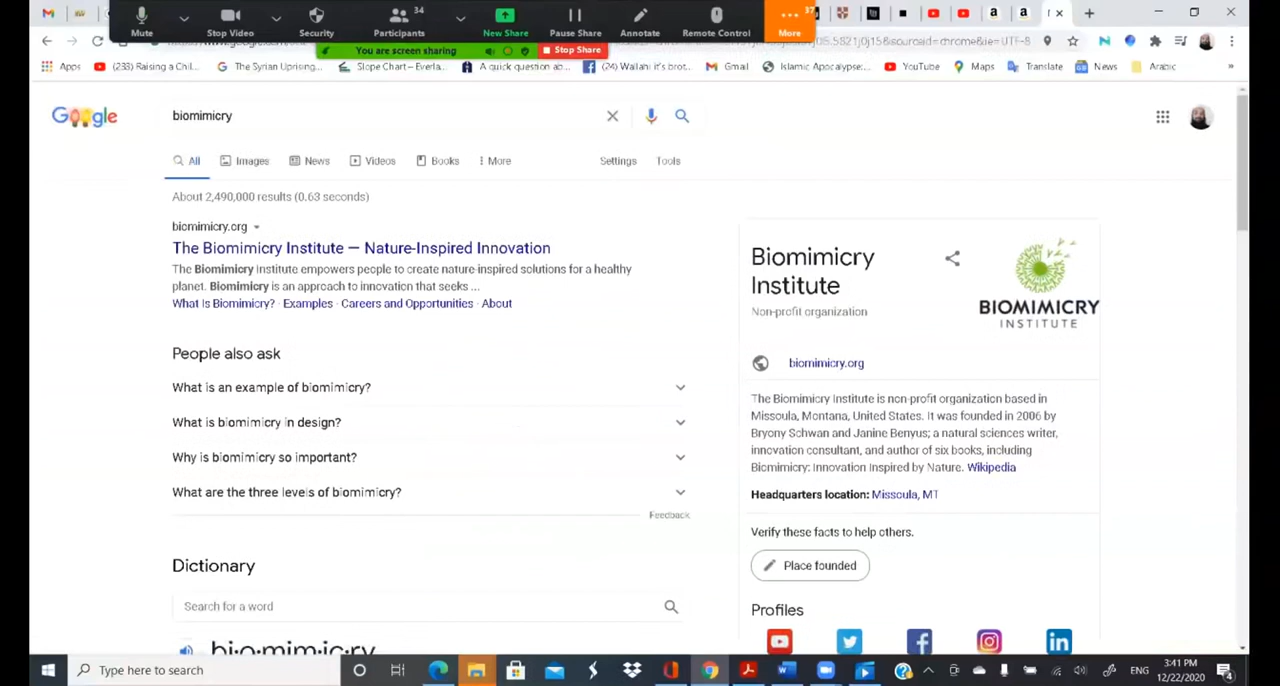 34
37
Mute
Stop Video
Security
Participants
New Share
Pause Share
Annotate
Remote Control
More
You are screen sharing
Stop Share
Apps
(233) Raising a Chil...
The Syrian Uprising...
Slope Chart – Everla...
A quick question ab...
(24) Wallahi it's brot...
Gmail
Islamic Apocalypse:...
YouTube
Maps
Translate
News
Arabic
»
Google
biomimicry
All
Images
News
Videos
Books
More
Settings
Tools
About 2,490,000 results (0.63 seconds)
biomimicry.org
The Biomimicry Institute — Nature-Inspired Innovation
The Biomimicry Institute empowers people to create nature-inspired solutions for a healthy
planet. Biomimicry is an approach to innovation that seeks ...
What Is Biomimicry? · Examples · Careers and Opportunities · About
People also ask
What is an example of biomimicry?
What is biomimicry in design?
Why is biomimicry so important?
What are the three levels of biomimicry?
Feedback
Dictionary
Search for a word
bio·mim·ic·ry
Biomimicry
Institute
Non-profit organization
BIOMIMICRY
INSTITUTE
biomimicry.org
The Biomimicry Institute is non-profit organization based in
Missoula, Montana, United States. It was founded in 2006 by
Bryony Schwan and Janine Benyus; a natural sciences writer,
innovation consultant, and author of six books, including
Biomimicry: Innovation Inspired by Nature. Wikipedia
Headquarters location: Missoula, MT
Verify these facts to help others.
Place founded
Profiles
Type here to search
ENG
3:41 PM
12/22/2020
4